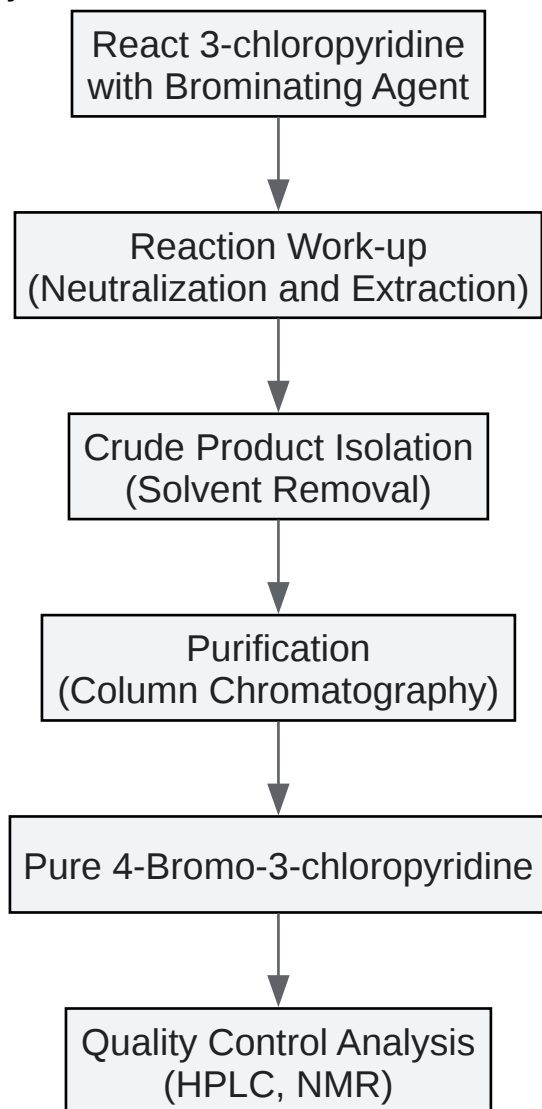 React 3-chloropyridine
with Brominating Agent
Reaction Work-up
(Neutralization and Extraction)
Crude Product Isolation
(Solvent Removal)
Purification
(Column Chromatography)
Pure 4-Bromo-3-chloropyridine
Quality Control Analysis
(HPLC, NMR)